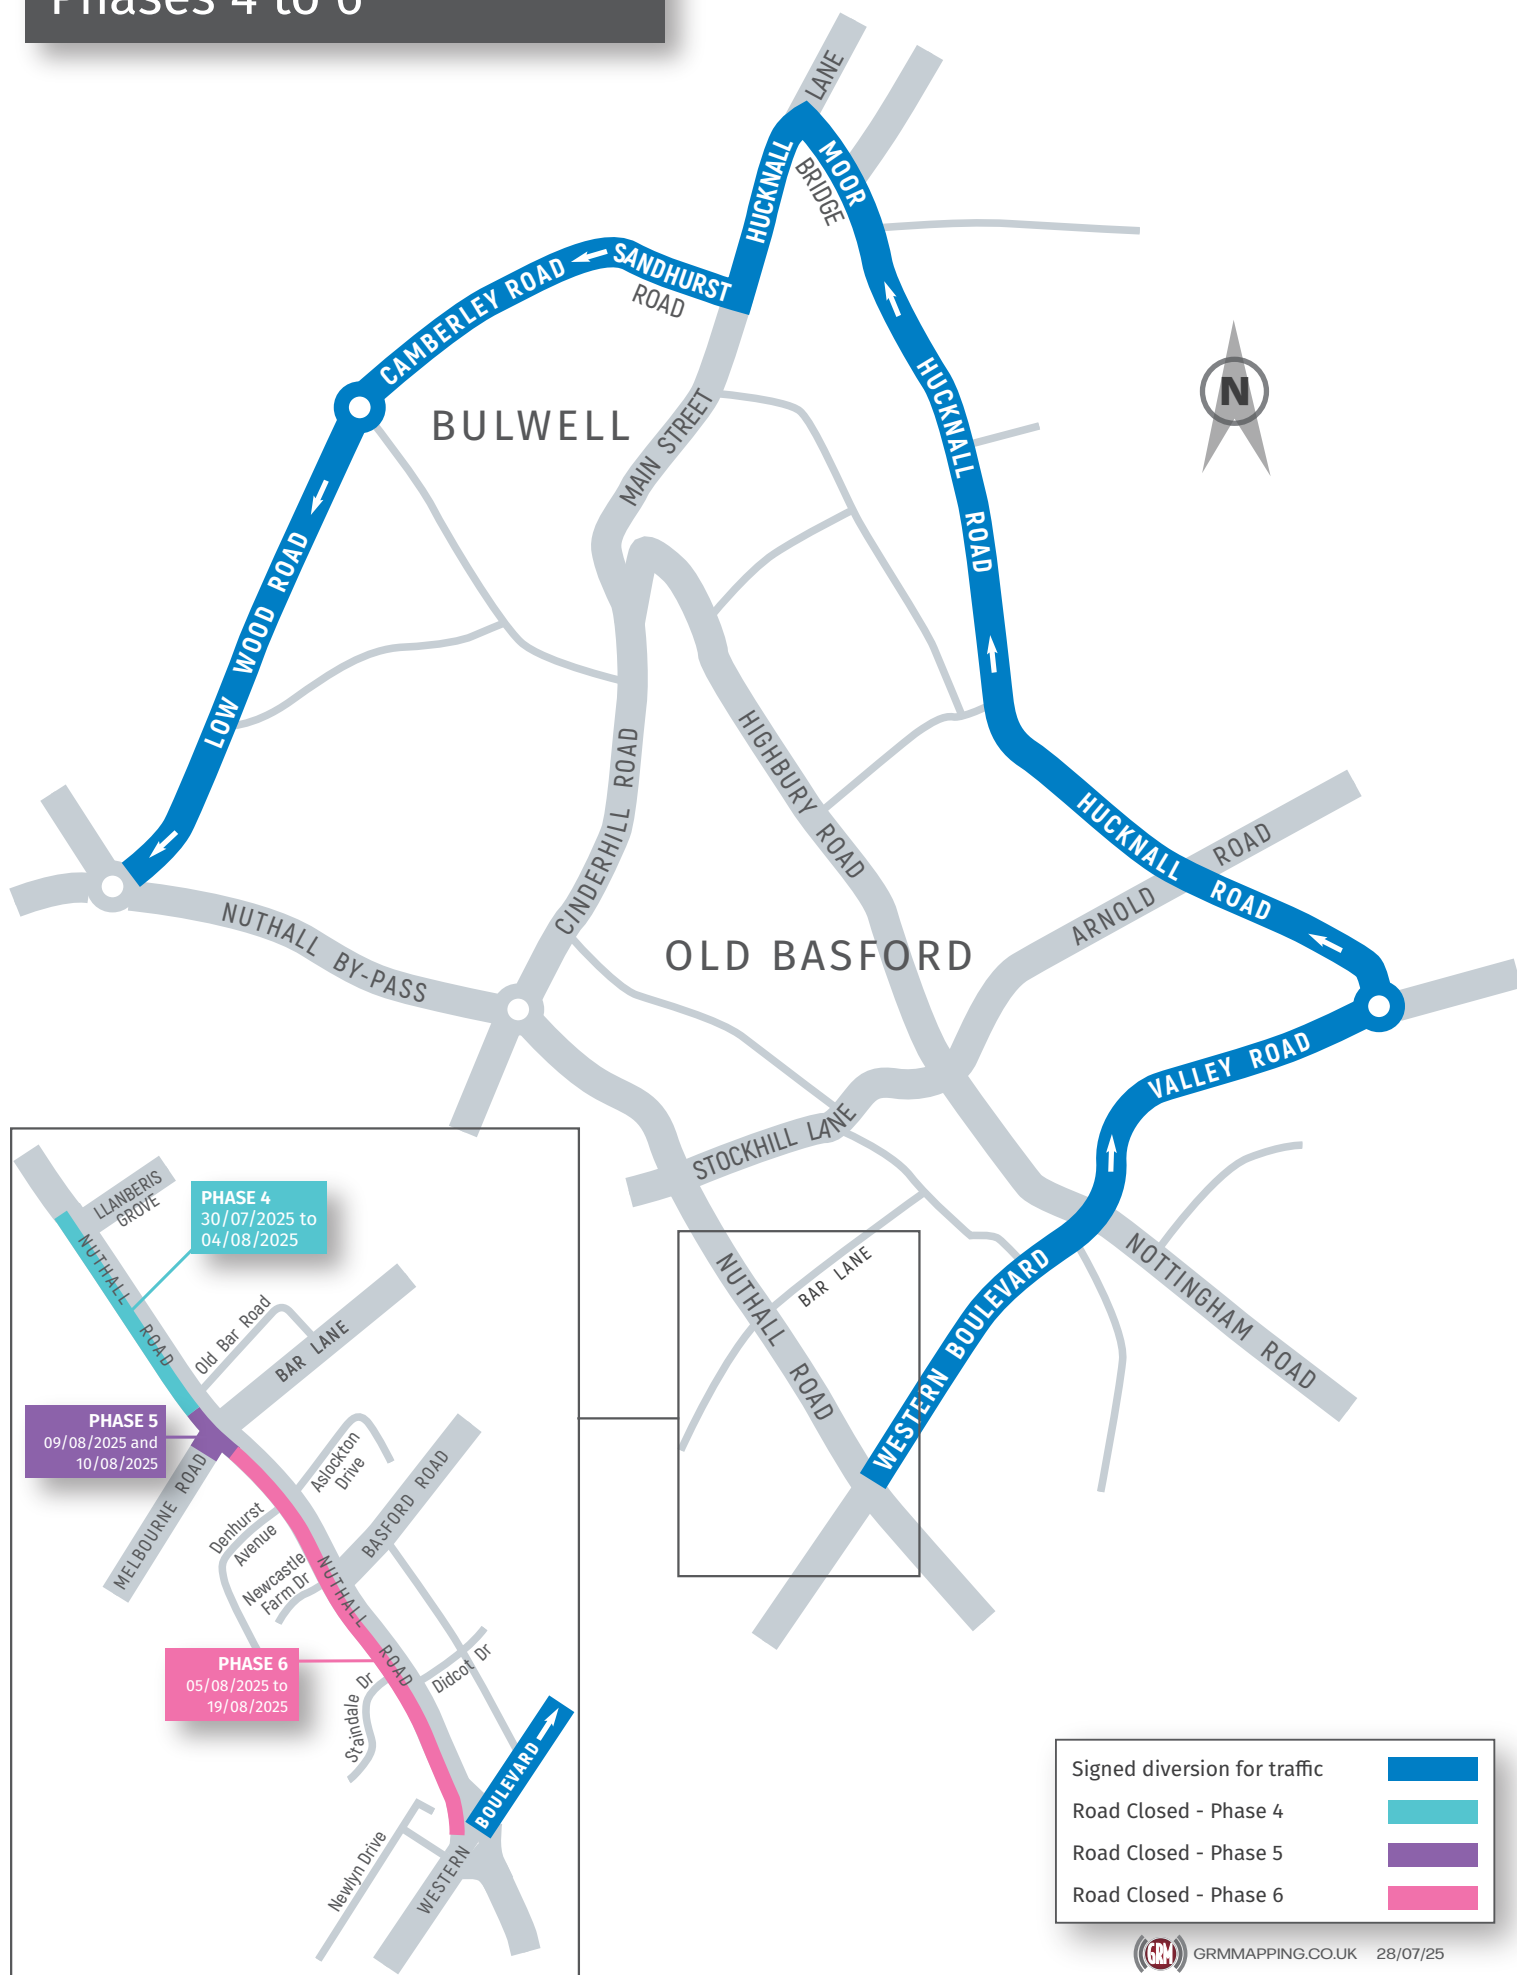 Phases 4 to 6
LANE
HUCKNALL
MOOR
BRIDGE
SANDHURST
ROAD
CAMBERLEY ROAD
BULWELL
MAIN STREET
HUCKNALL ROAD
N
LOW WOOD ROAD
CINDERHILL ROAD
HIGHBURY ROAD
HUCKNALL ROAD
ARNOLD ROAD
NUTHALL BY-PASS
OLD BASFORD
VALLEY ROAD
STOCKHILL LANE
BAR LANE
NUTHALL ROAD
WESTERN BOULEVARD
NOTTINGHAM ROAD
LLANBERIS
GROVE
PHASE 4
30/07/2025 to
04/08/2025
NUTHALL ROAD
Old Bar Road
BAR LANE
PHASE 5
09/08/2025 and
10/08/2025
MELBOURNE ROAD
Aslockton
Drive
BASFORD ROAD
Denhurst
Avenue
Newcastle
Farm Dr
NUTHALL ROAD
PHASE 6
05/08/2025 to
19/08/2025
Didcot Dr
Staindale Dr
WESTERN BOULEVARD
Newlyn Drive
Signed diversion for traffic
Road Closed - Phase 4
Road Closed - Phase 5
Road Closed - Phase 6
GRM GRMMAPPING.CO.UK 28/07/25